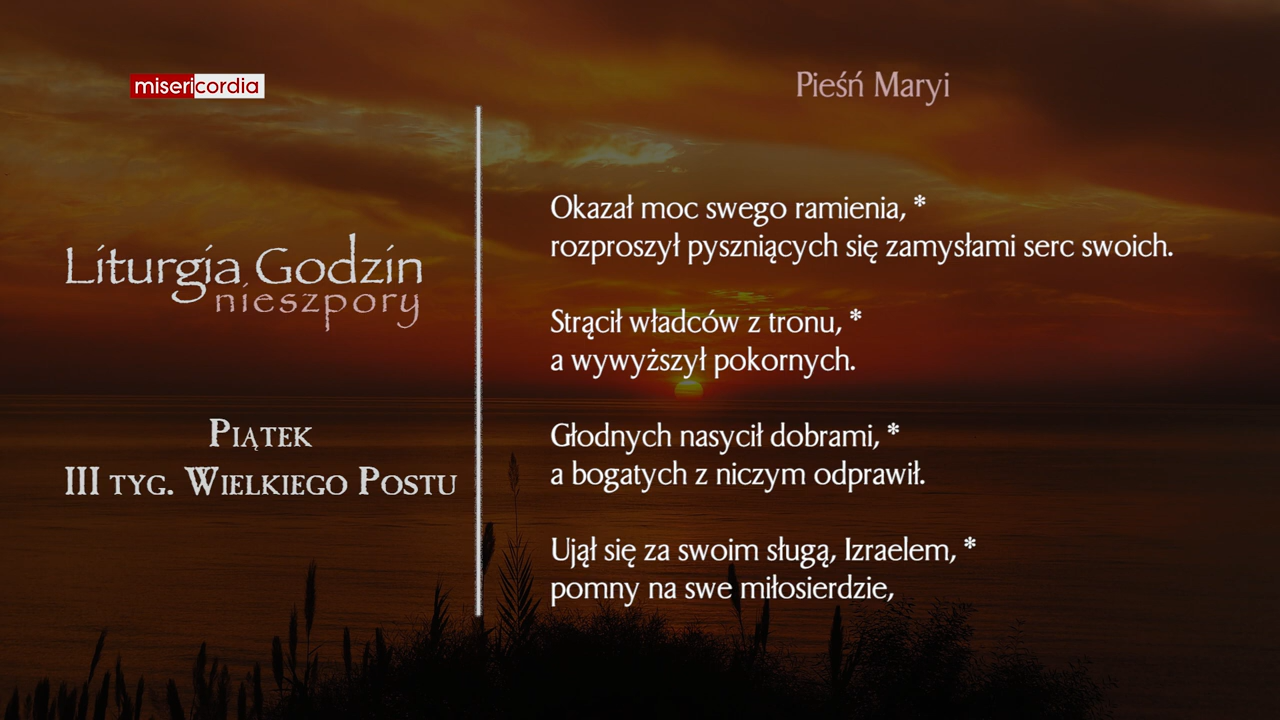 misericordia
Liturgia Godzin
nieszpory
Piątek
III tyg. Wielkiego Postu
Pieśń Maryi
Okazał moc swego ramienia, *
rozproszył pyszniących się zamysłami serc swoich.
Strącił władców z tronu, *
a wywyższył pokornych.
Głodnych nasycił dobrami, *
a bogatych z niczym odprawił.
Ujął się za swoim sługą, Izraelem, *
pomny na swe miłosierdzie,